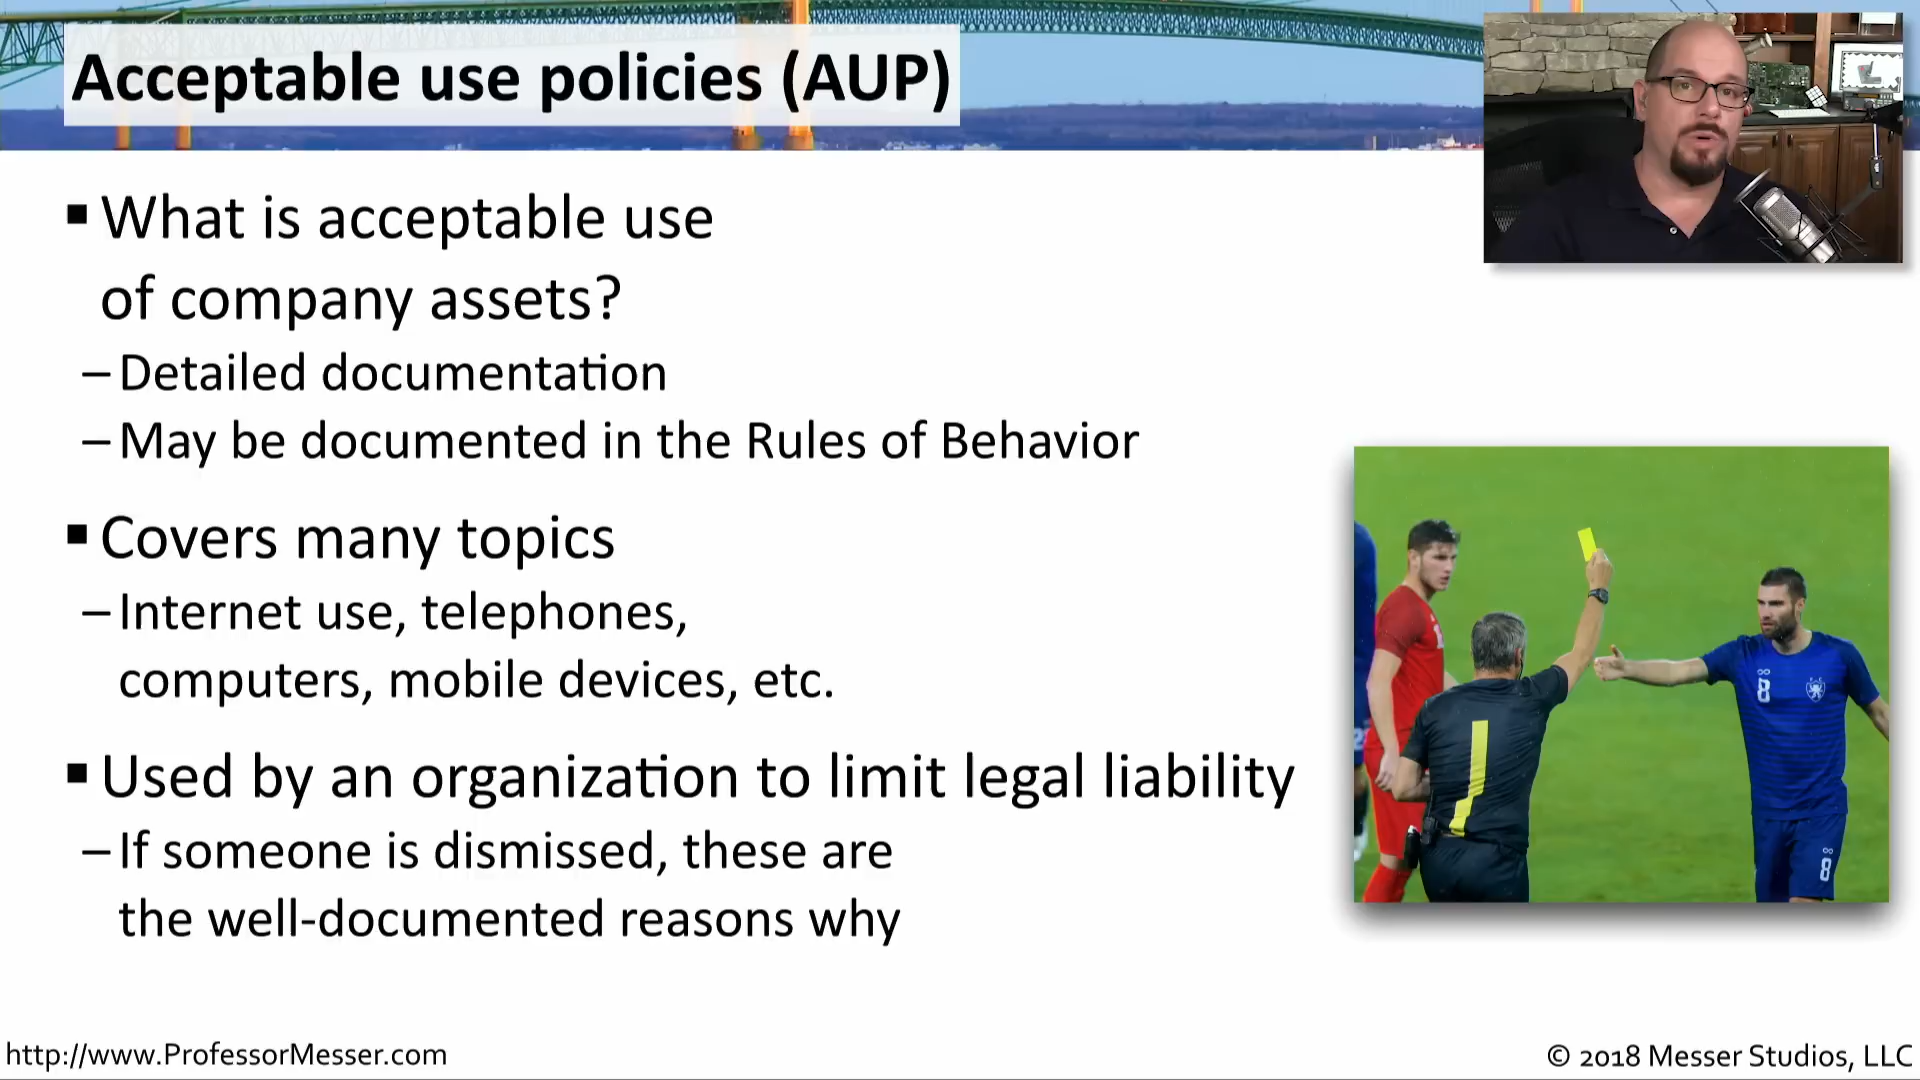 Acceptable use policies (AUP)
▪ What is acceptable use
of company assets?
– Detailed documentation
– May be documented in the Rules of Behavior
▪ Covers many topics
– Internet use, telephones,
computers, mobile devices, etc.
▪ Used by an organization to limit legal liability
– If someone is dismissed, these are
the well-documented reasons why
8
8
http://www.ProfessorMesser.com
© 2018 Messer Studios, LLC